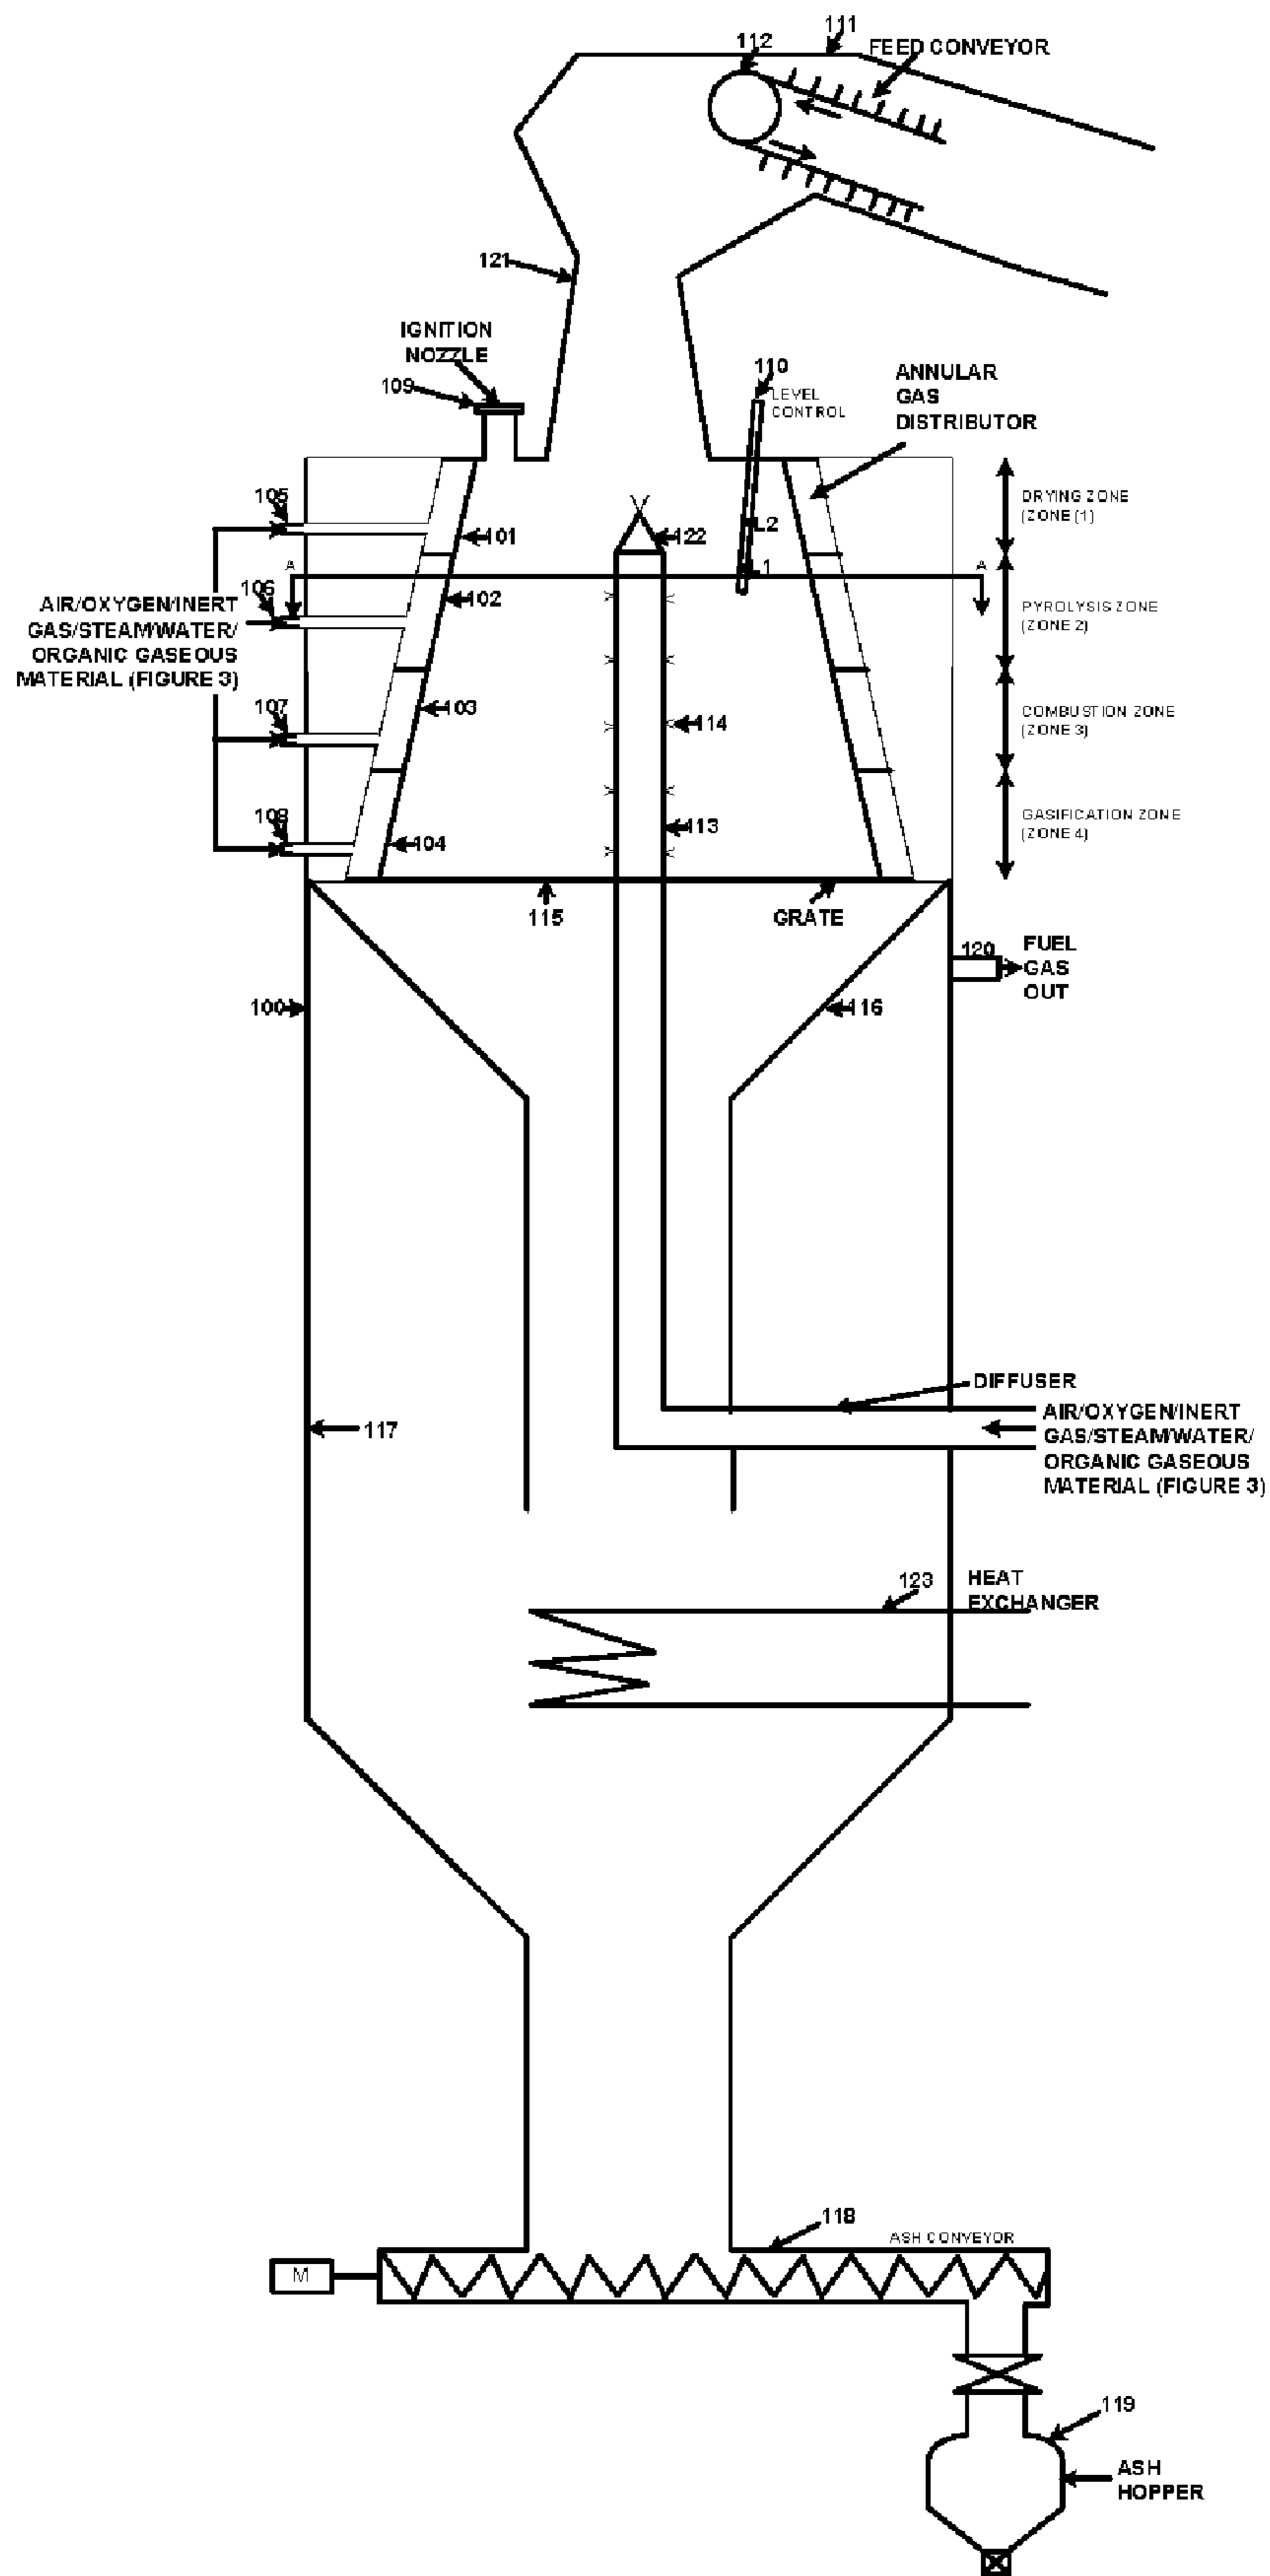 111
112
FEED CONVEYOR
121
IGNITION
NOZZLE
109
110
LEVEL
CONTROL
ANNULAR
GAS
DISTRIBUTOR
105
DRYING ZONE
(ZONE (1)
101
L2
122
A
L1
A
106
102
AIR/OXYGEN/INERT
GAS/STEAM/WATER/
ORGANIC GASEOUS
MATERIAL (FIGURE 3)
PYROLYSIS ZONE
(ZONE 2)
107
103
114
COMBUSTION ZONE
(ZONE 3)
108
104
113
GASIFICATION ZONE
(ZONE 4)
115
GRATE
120
FUEL
GAS
OUT
100
116
DIFFUSER
117
AIR/OXYGEN/INERT
GAS/STEAM/WATER/
ORGANIC GASEOUS
MATERIAL (FIGURE 3)
123
HEAT
EXCHANGER
118
ASH CONVEYOR
M
119
ASH
HOPPER